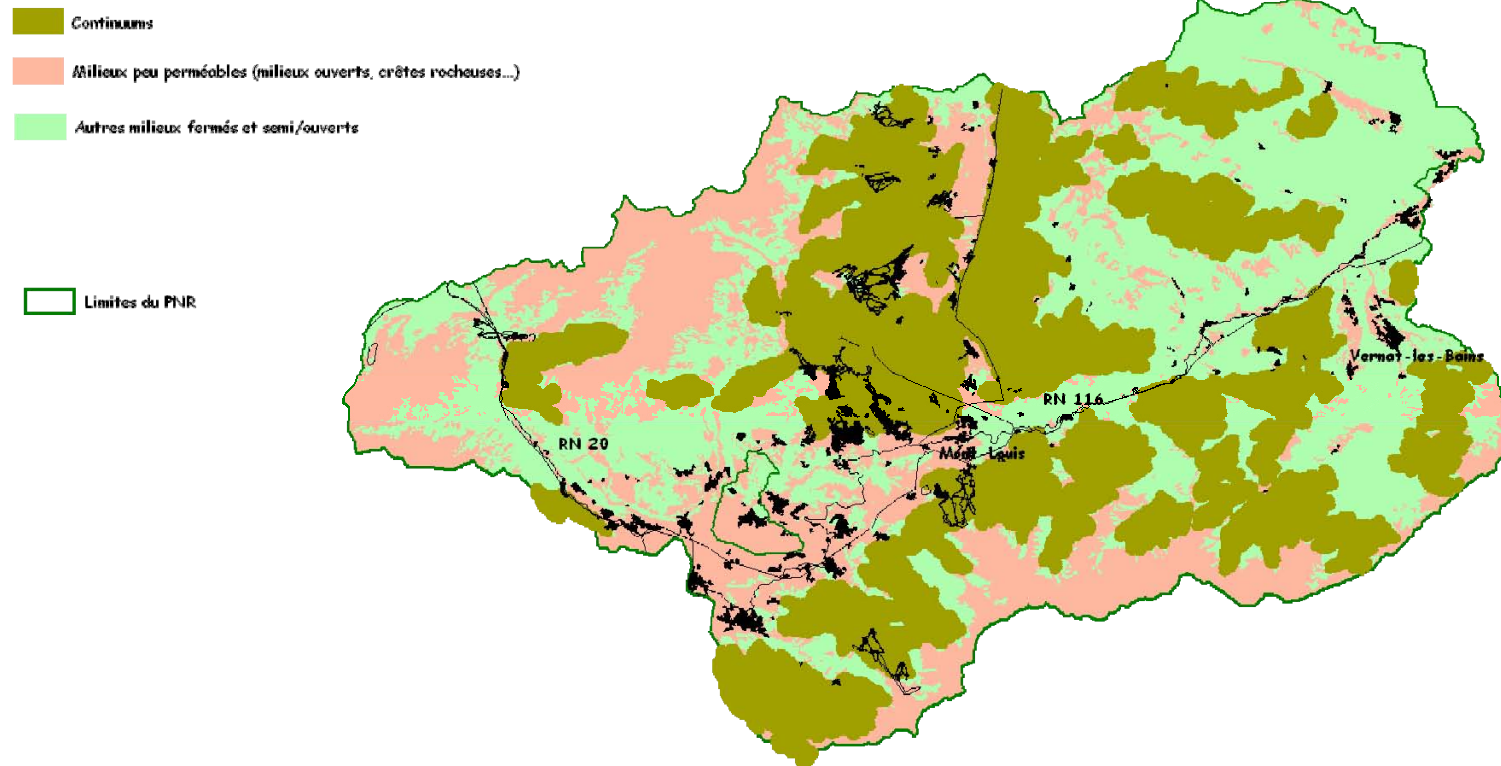 Continuums
Milieux peu perméables (milieux ouverts, crêtes rocheuses...)
Autres milieux fermés et semi/ouverts
Limites du PNR
Vernat-les-Bains
RN 116
RN 20
Mont-Louis